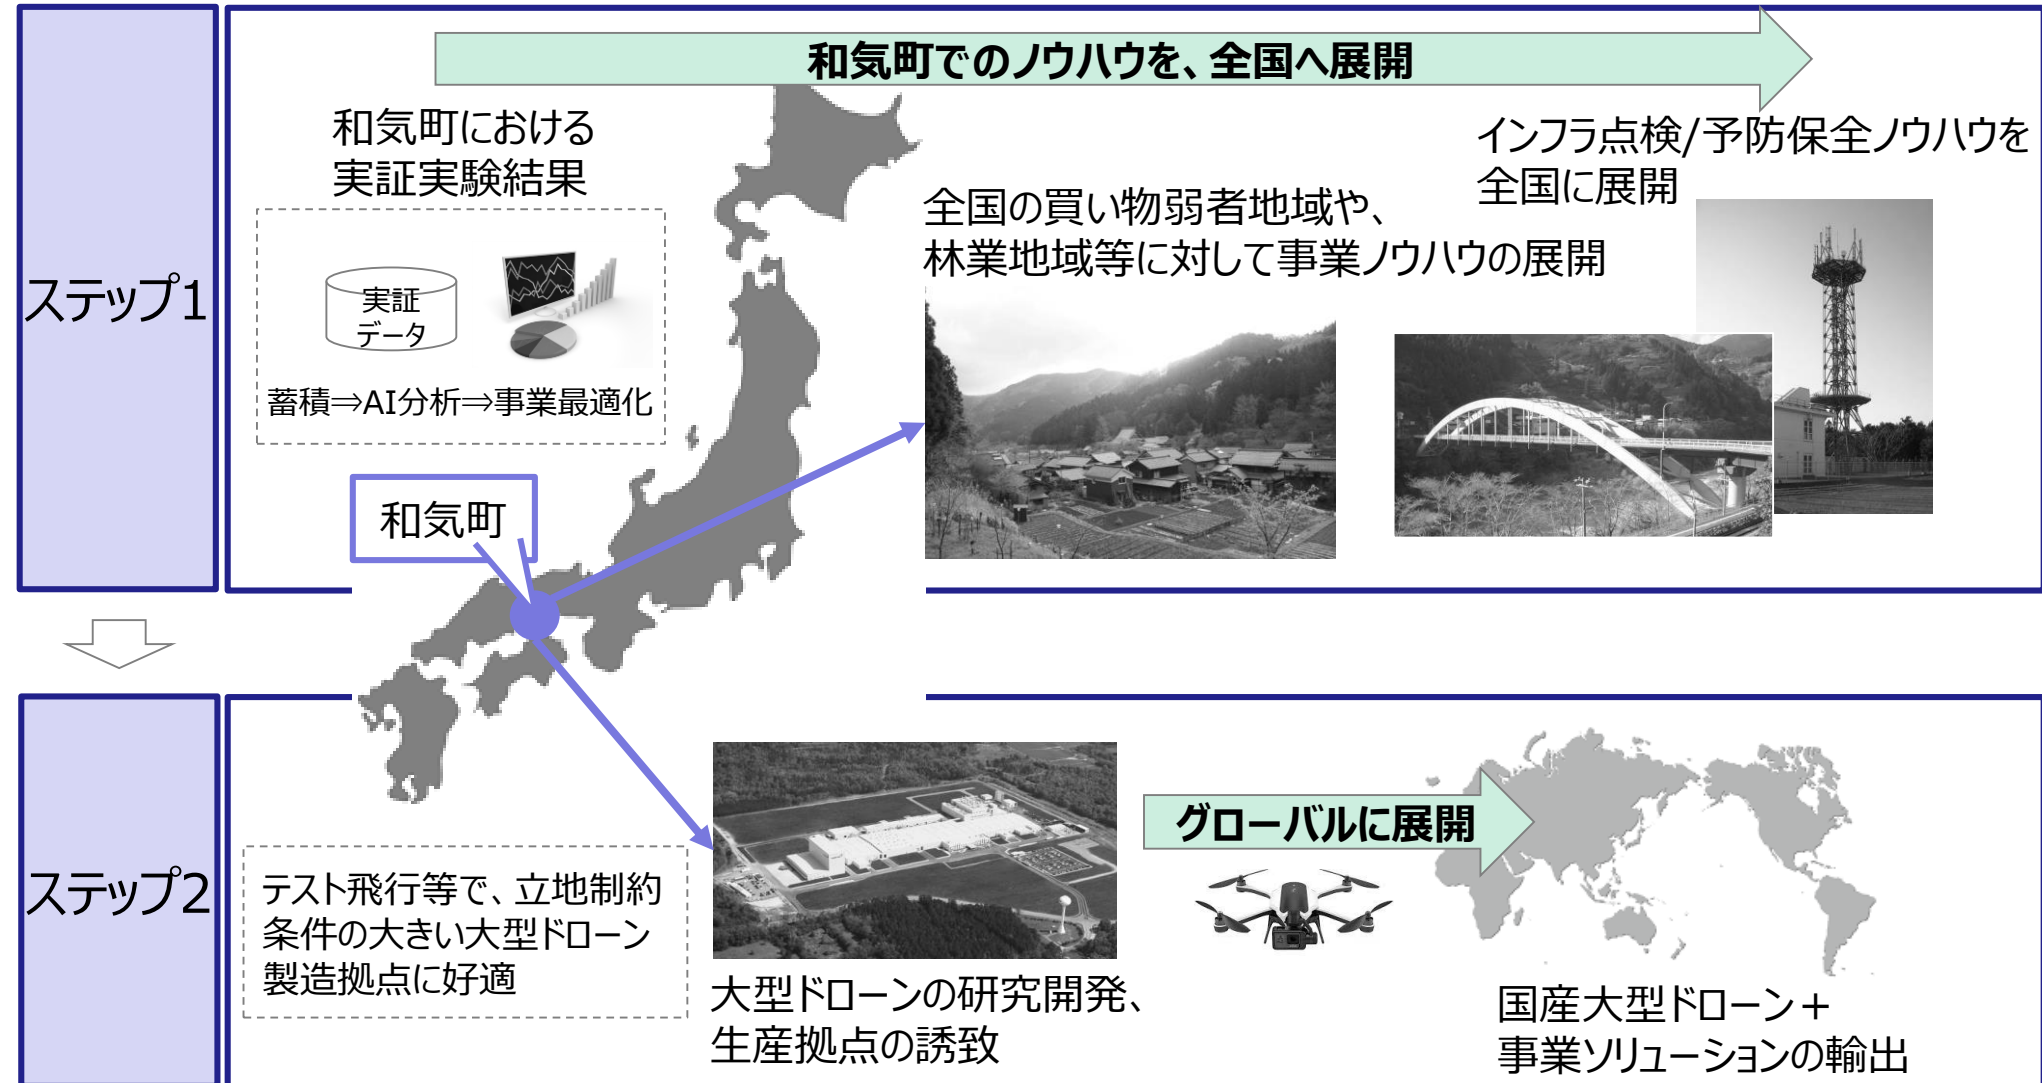 ステップ1
和気町でのノウハウを、全国へ展開
和気町における
実証実験結果
実証
データ
蓄積⇒AI分析⇒事業最適化
和気町
全国の買い物弱者地域や、
林業地域等に対して事業ノウハウの展開
インフラ点検/予防保全ノウハウを
全国に展開
ステップ2
テスト飛行等で、立地制約
条件の大きい大型ドローン
製造拠点に好適
大型ドローンの研究開発、
生産拠点の誘致
グローバルに展開
国産大型ドローン＋
事業ソリューションの輸出